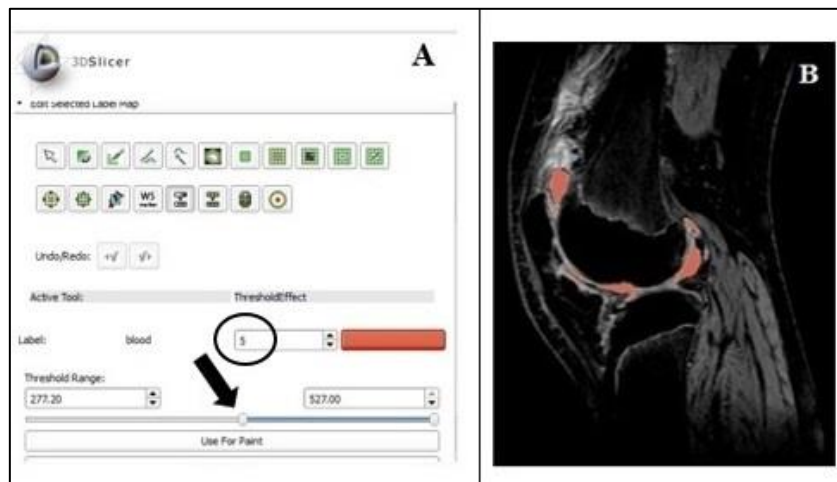 3DSlicer
A
Edit Selected Label Map
WS
Undo/Redo:
Active Tool: ThresholdEffect
Label: blood 5
Threshold Range:
277.20 527.00
Use For Paint
B